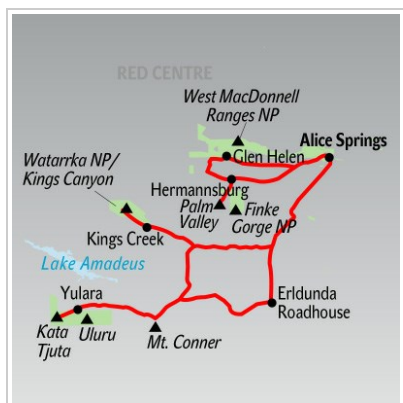 RED CENTRE
West MacDonnell
Ranges NP
Alice Springs
Glen Helen
Watarrka NP/
Kings Canyon
Hermannsburg
Palm
Valley
Finke
Gorge NP
Kings Creek
Lake Amadeus
Yulara
Erldunda
Roadhouse
Kata
Tjuta
Uluru
Mt. Conner